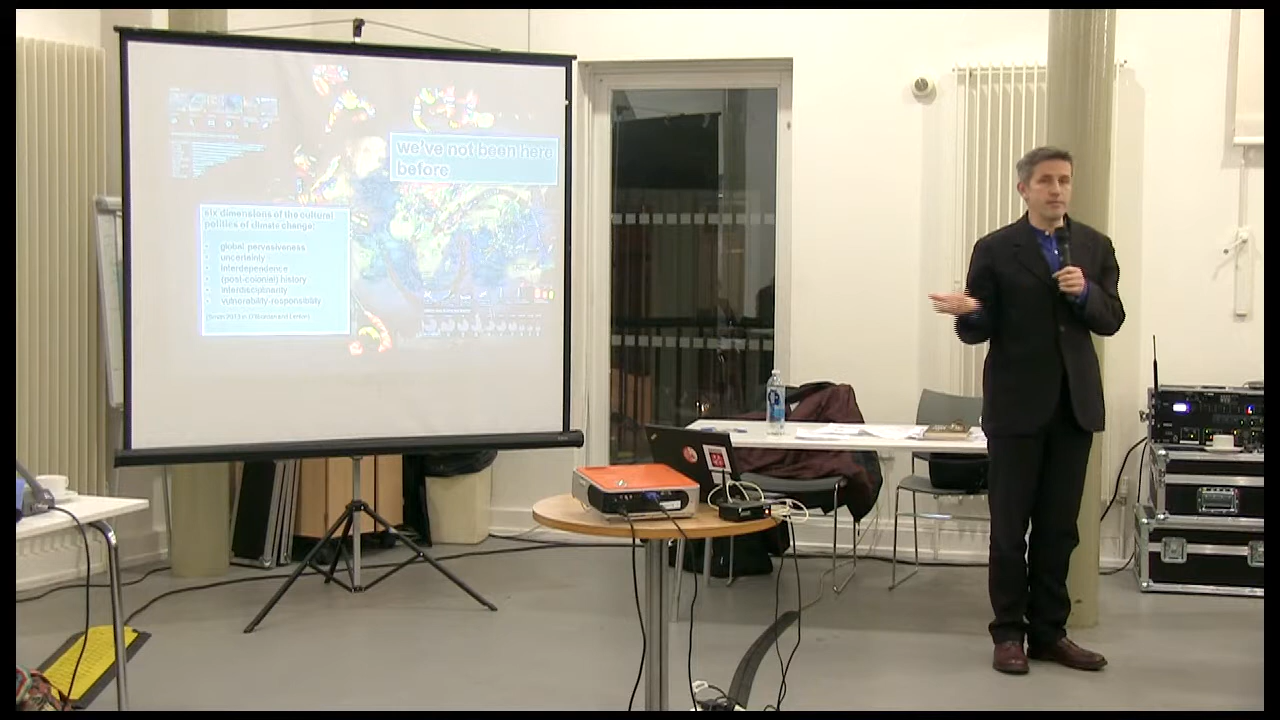 we've not been here
before
six dimensions of the cultural
politics of climate change:
• global pervasiveness
• uncertainty
• interdependence
• (post-colonial) history
• interdisciplinarity
• vulnerability-responsibility